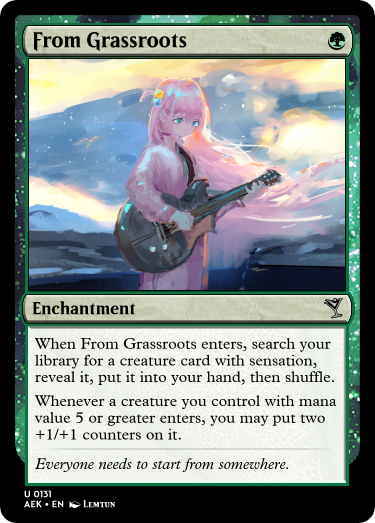 From Grassroots
Enchantment
When From Grassroots enters, search your
library for a creature card with sensation,
reveal it, put it into your hand, then shuffle.
Whenever a creature you control with mana
value 5 or greater enters, you may put two
+1/+1 counters on it.
Everyone needs to start from somewhere.
U 0131
AEK • EN Lemtun